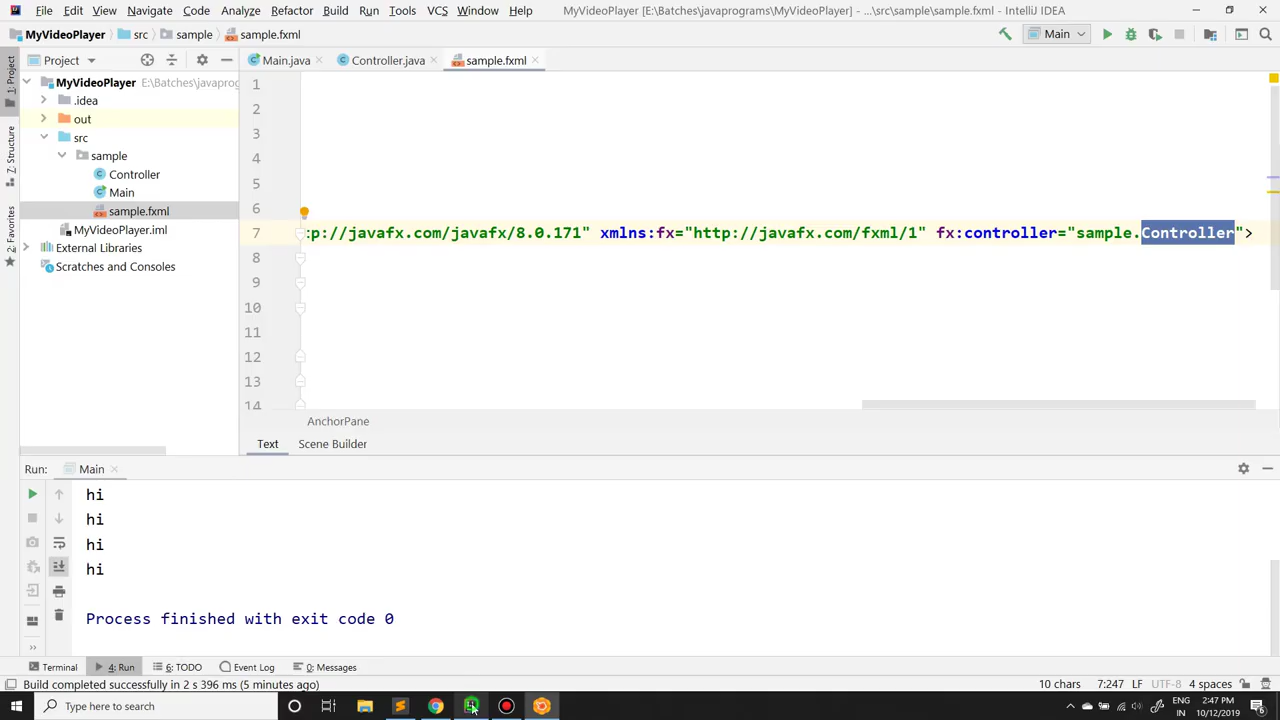 File Edit View Navigate Code Analyze Refactor Build Run Tools VCS Window Help MyVideoPlayer [E:\Batches\javaprograms\MyVideoPlayer] - ...\src\sample\sample.fxml - IntelliJ IDEA
MyVideoPlayer src sample sample.fxml Main
1: Project
Z: Structure
2: Favorites
Project
Main.java Controller.java sample.fxml
MyVideoPlayer E:\Batches\javaprog
.idea
out
src
sample
Controller
Main
sample.fxml
MyVideoPlayer.iml
External Libraries
Scratches and Consoles
1
2
3
4
5
6
7 :p://javafx.com/javafx/8.0.171" xmlns:fx="http://javafx.com/fxml/1" fx:controller="sample.Controller">
8
9
10
11
12
13
14
AnchorPane
Text Scene Builder
Run: Main
hi
hi
hi
hi
Process finished with exit code 0
Terminal 4: Run 6: TODO Event Log 0: Messages
Build completed successfully in 2 s 396 ms (5 minutes ago) 10 chars 7:247 LF UTF-8 4 spaces
Type here to search
ENG 2:47 PM
IN 10/12/2019